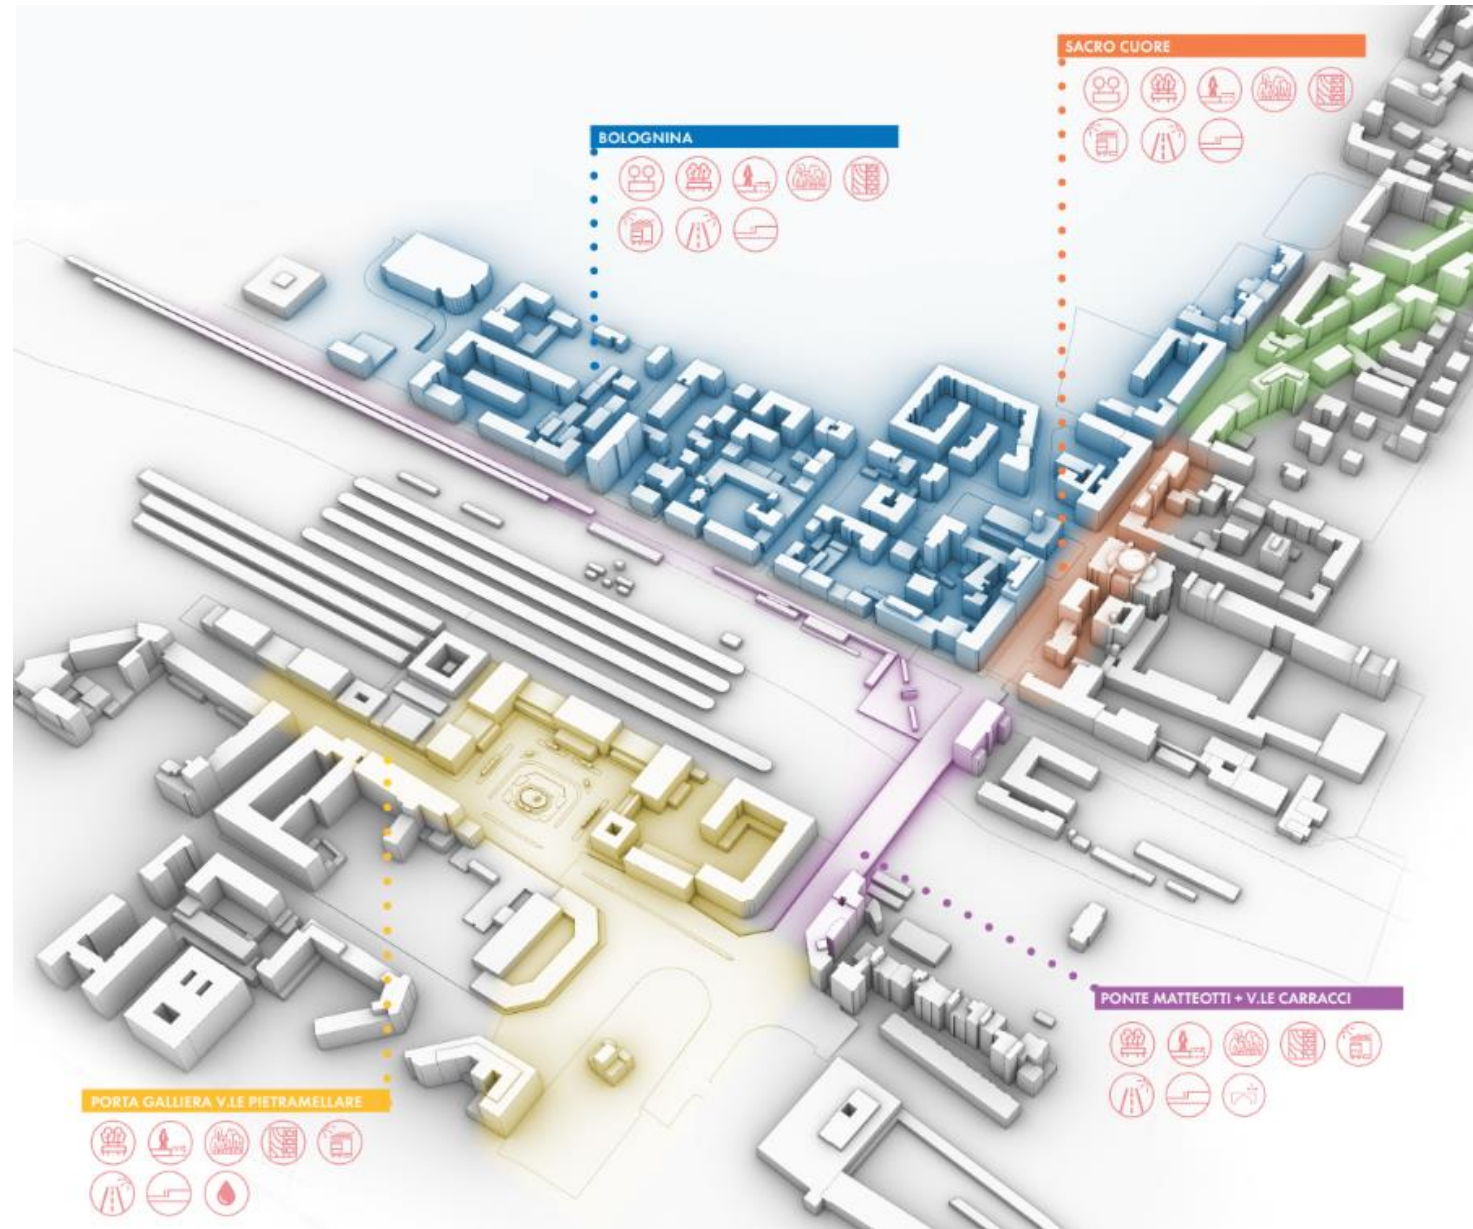 SACRO CUORE
BOLOGNINA
PONTE MATTEOTTI + V.LE CARRACCI
PORTA GALLIERA V.LE PIETRAMELLARE